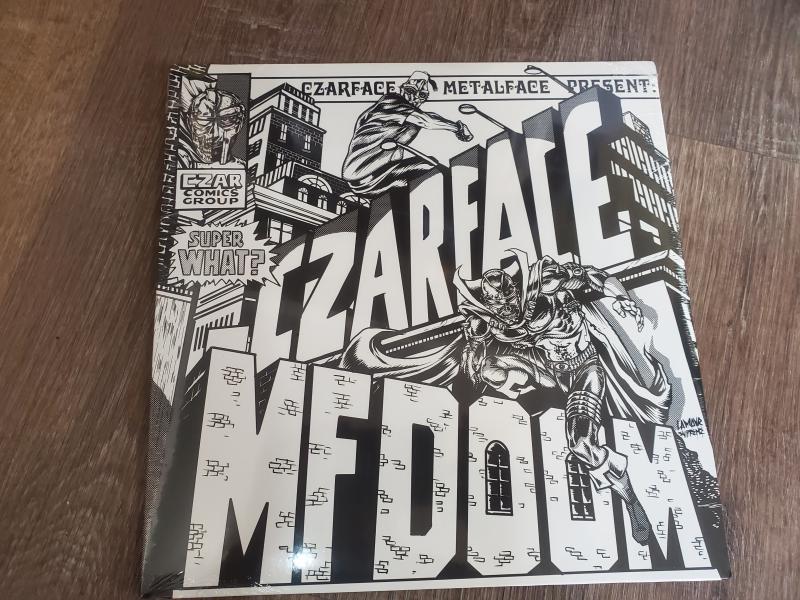 CZARFACE METALFACE PRESENT:
CZAR
COMICS
GROUP
SUPER
WHAT?
CZARFACE
MF DOOM